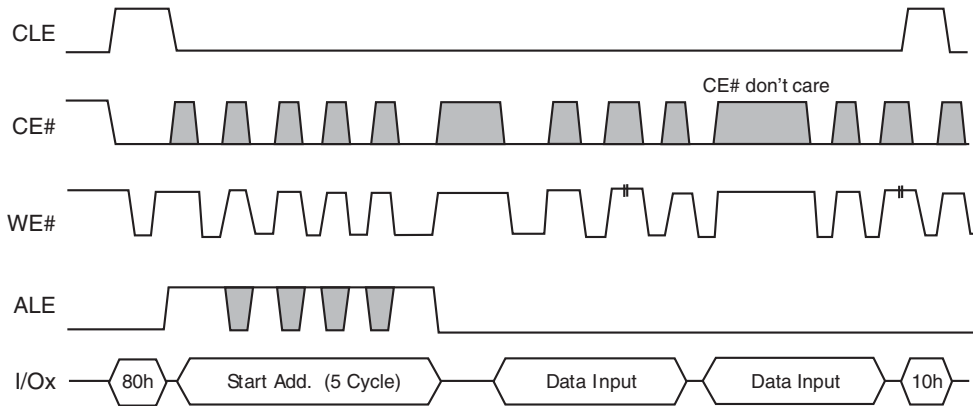 CLE
CE# don't care
CE#
WE#
ALE
I/Ox
80h
Start Add. (5 Cycle)
Data Input
Data Input
10h